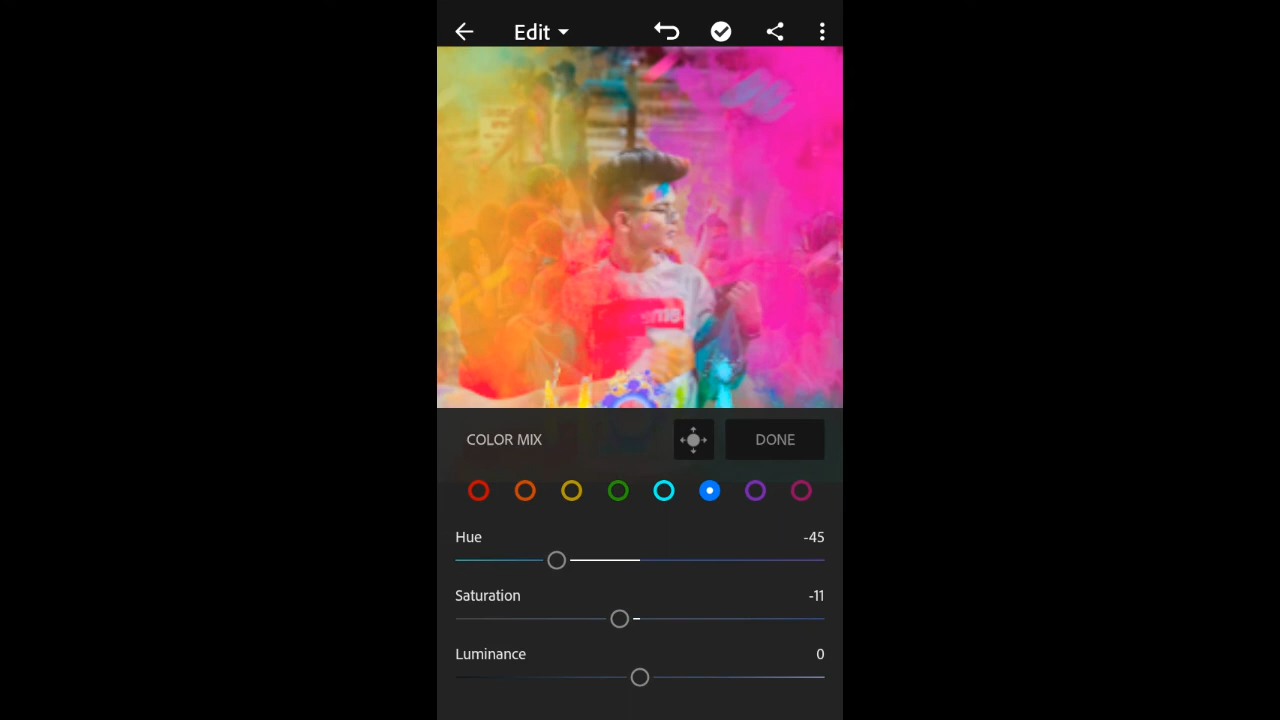 Edit
COLOR MIX
DONE
Hue
-45
Saturation
-11
Luminance
0